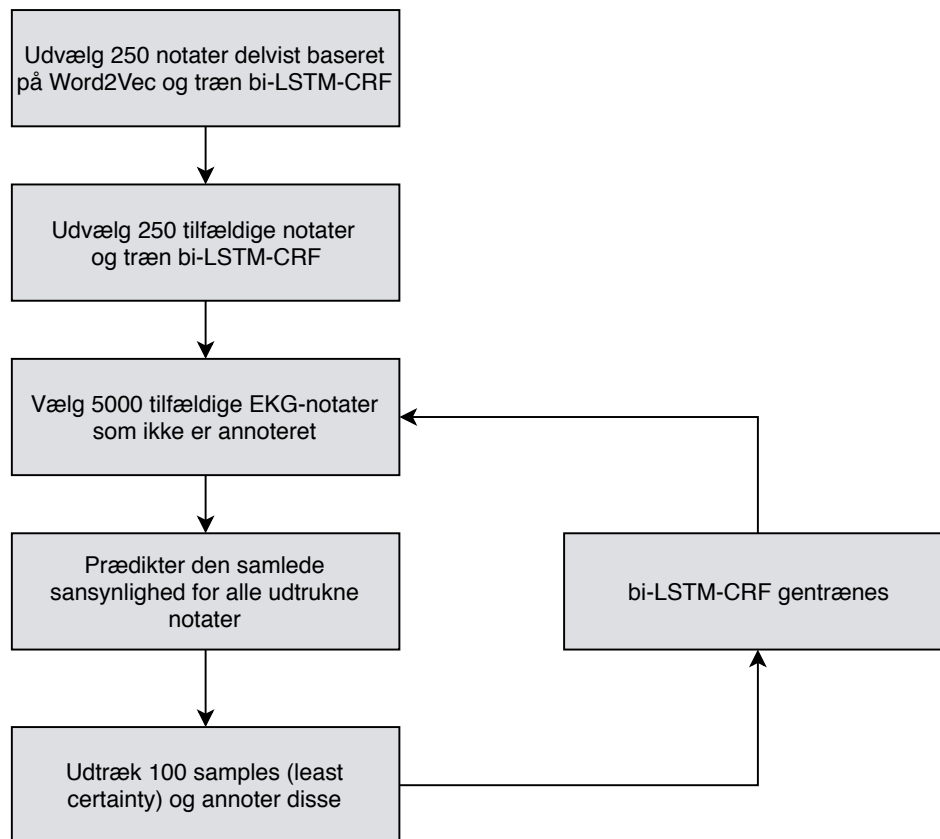 Udvælg 250 notater delvist baseret
på Word2Vec og træn bi-LSTM-CRF
Udvælg 250 tilfældige notater
og træn bi-LSTM-CRF
Vælg 5000 tilfældige EKG-notater
som ikke er annoteret
Prædikter den samlede
sansynlighed for alle udtrukne
notater
bi-LSTM-CRF gentrænes
Udtræk 100 samples (least
certainty) og annoter disse